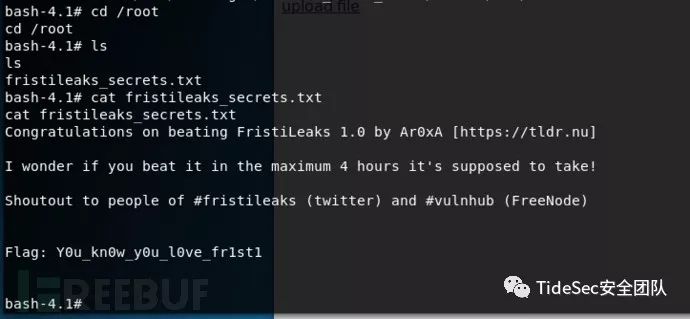 upload file
bash-4.1# cd /root
cd /root
bash-4.1# ls
ls
fristileaks_secrets.txt
bash-4.1# cat fristileaks_secrets.txt
cat fristileaks_secrets.txt
Congratulations on beating FristiLeaks 1.0 by Ar0xA [https://tldr.nu]
I wonder if you beat it in the maximum 4 hours it's supposed to take!
Shoutout to people of #fristileaks (twitter) and #vulnhub (FreeNode)
Flag: Y0u_kn0w_y0u_l0ve_fr1st1
REEBUF
TideSec安全团队
bash-4.1#